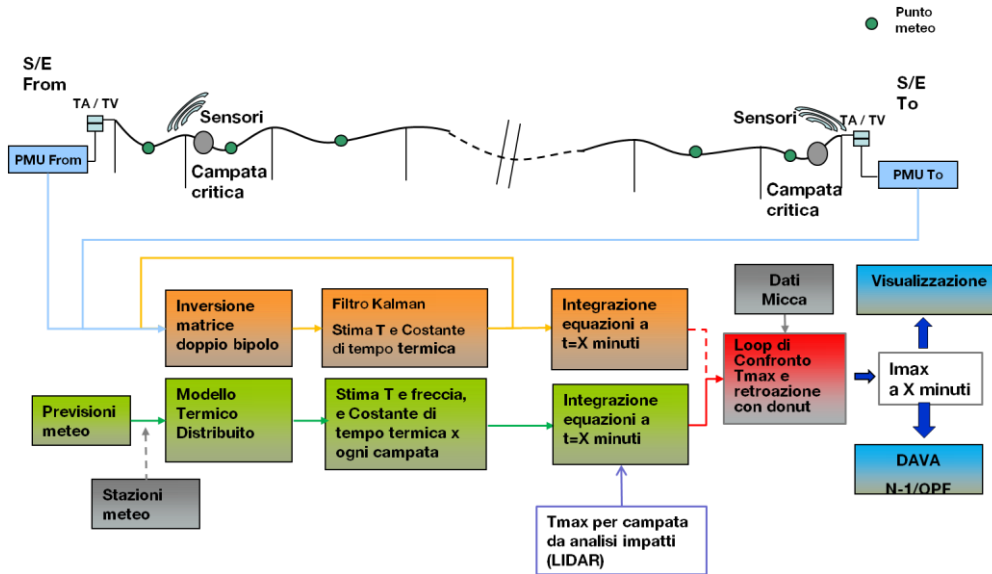 Punto
meteo
S/E
From
S/E
To
TA / TV
Sensori
Sensori
TA / TV
PMU From
Campata
critica
Campata
critica
PMU To
Dati
Micca
Visualizzazione
Inversione
matrice
doppio bipolo
Filtro Kalman
Stima T e Costante
di tempo termica
Integrazione
equazioni a
t=X minuti
Loop di
Confronto
Tmax e
retroazione
con donut
Imax
a X minuti
Previsioni
meteo
Modello
Termico
Distribuito
Stima T e freccia,
e Costante di
tempo termica x
ogni campata
Integrazione
equazioni a
t=X minuti
DAVA
N-1/OPF
Stazioni
meteo
Tmax per campata
da analisi impatti
(LIDAR)